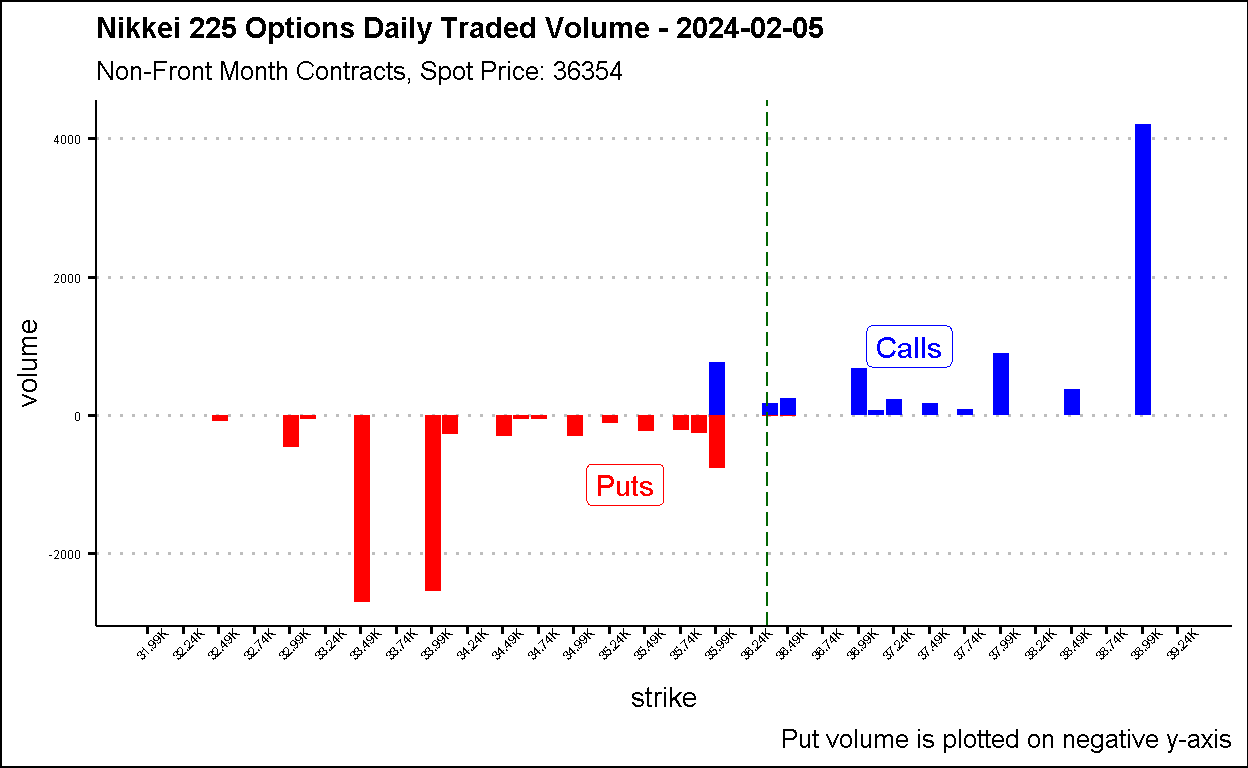 Nikkei 225 Options Daily Traded Volume - 2024-02-05
Non-Front Month Contracts, Spot Price: 36354
volume
4000
2000
0
-2000
Calls
Puts
31.99K 32.24K 32.49K 32.74K 32.99K 33.24K 33.49K 33.74K 33.99K 34.24K 34.49K 34.74K 34.99K 35.24K 35.49K 35.74K 35.99K 36.24K 36.49K 36.74K 36.99K 37.24K 37.49K 37.74K 37.99K 38.24K 38.49K 38.74K 38.99K 39.24K
strike
Put volume is plotted on negative y-axis